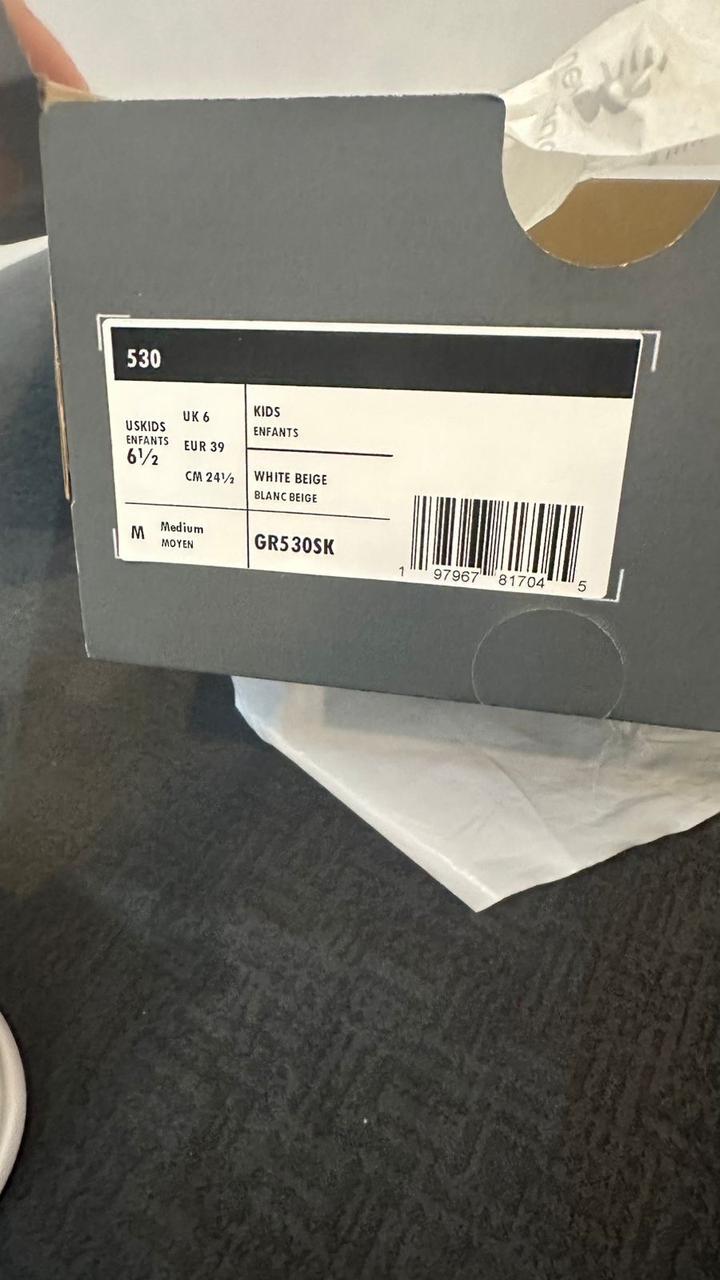 530
USKIDS
ENFANTS
6½
UK 6
EUR 39
CM 24½
KIDS
ENFANTS
WHITE BEIGE
BLANC BEIGE
M Medium
MOYEN
GR530SK
1 97967 81704 5